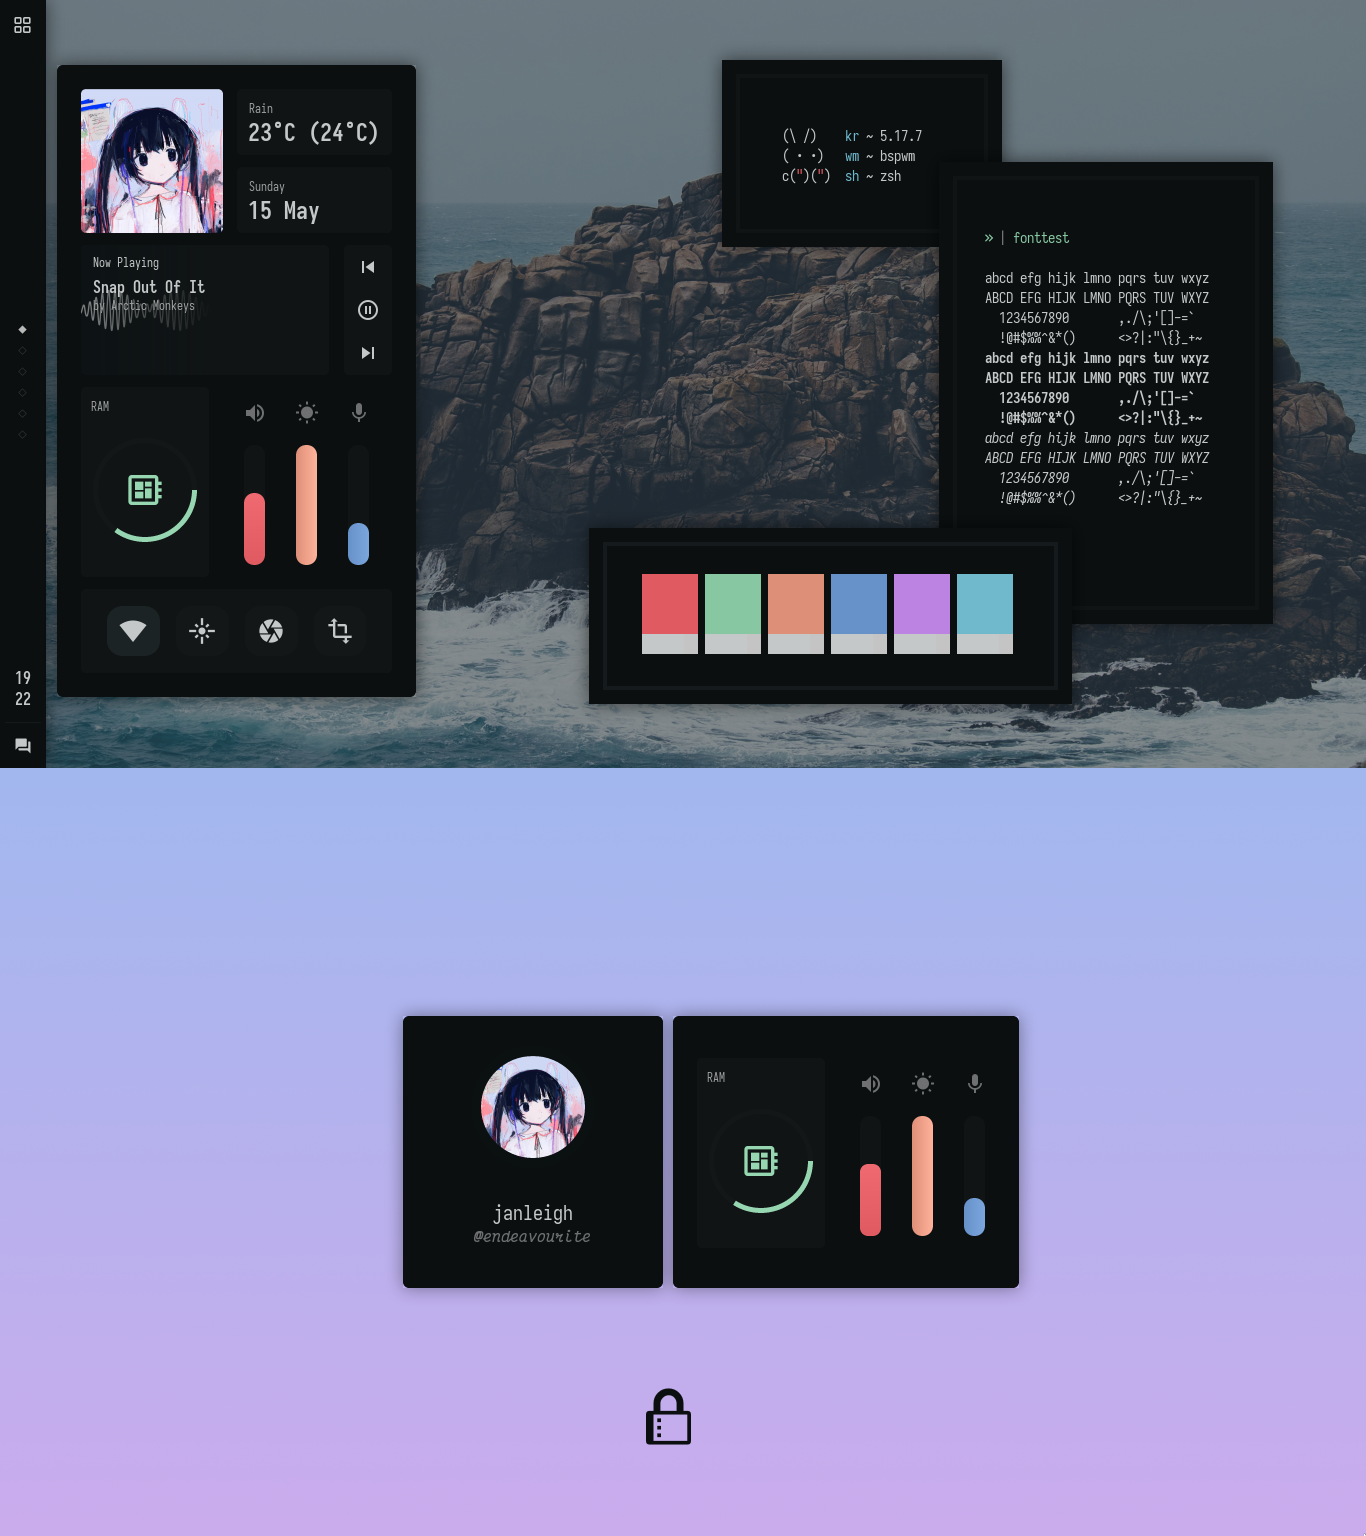 Rain
23°C (24°C)
Sunday
15 May
Now Playing
Snap Out Of It
by Arctic Monkeys
RAM
19
22
(\ /) kr ~ 5.17.7
( · ·) wm ~ bspwm
c(")(") sh ~ zsh
» | fonttest
abcd efg hijk lmno pqrs tuv wxyz
ABCD EFG HIJK LMNO PQRS TUV WXYZ
1234567890 ,./\;'[]-=`
!@#$%%^&*() <>?|:"\{}_+~
abcd efg hijk lmno pqrs tuv wxyz
ABCD EFG HIJK LMNO PQRS TUV WXYZ
1234567890 ,./\;'[]-=`
!@#$%%^&*() <>?|:"\{}_+~
abcd efg hijk lmno pqrs tuv wxyz
ABCD EFG HIJK LMNO PQRS TUV WXYZ
1234567890 ,./\;'[]-=`
!@#$%%^&*() <>?|:"\{}_+~
janleigh
@endeavourite
RAM